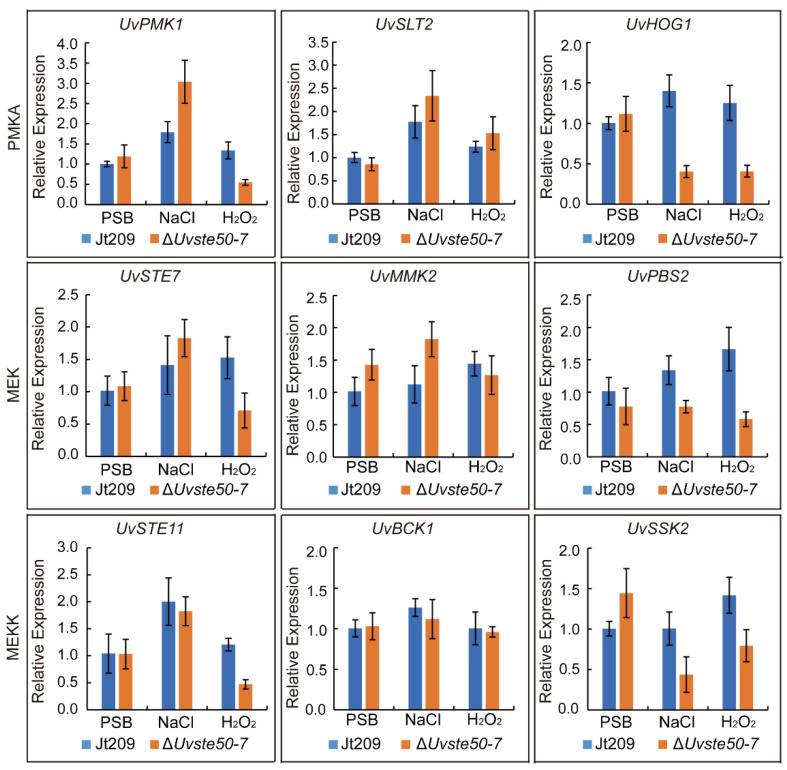 PMKA
UvPMK1
Relative Expression
4.0
3.5
3.0
2.5
2.0
1.5
1.0
0.5
0.0
PSB NaCl H₂O₂
Jt209 ΔUvste50-7
UvSLT2
Relative Expression
3.5
3.0
2.5
2.0
1.5
1.0
0.5
0.0
PSB NaCl H₂O₂
Jt209 ΔUvste50-7
UvHOG1
Relative Expression
2.0
1.5
1.0
0.5
0.0
PSB NaCl H₂O₂
Jt209 ΔUvste50-7
MEK
UvSTE7
Relative Expression
2.5
2.0
1.5
1.0
0.5
0.0
PSB NaCl H₂O₂
Jt209 ΔUvste50-7
UvMMK2
Relative Expression
2.5
2.0
1.5
1.0
0.5
0.0
PSB NaCl H₂O₂
Jt209 ΔUvste50-7
UvPBS2
Relative Expression
2.5
2.0
1.5
1.0
0.5
0.0
PSB NaCl H₂O₂
Jt209 ΔUvste50-7
MEKK
UvSTE11
Relative Expression
3.0
2.5
2.0
1.5
1.0
0.5
0.0
PSB NaCl H₂O₂
Jt209 ΔUvste50-7
UvBCK1
Relative Expression
2.0
1.5
1.0
0.5
0.0
PSB NaCl H₂O₂
Jt209 ΔUvste50-7
UvSSK2
Relative Expression
2.0
1.5
1.0
0.5
0.0
PSB NaCl H₂O₂
Jt209 ΔUvste50-7